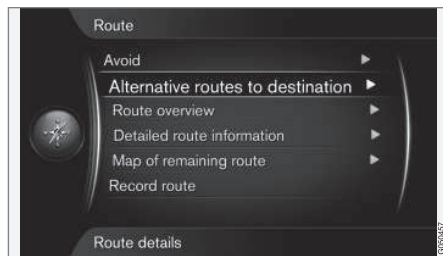 Route
Avoid
Alternative routes to destination
Route overview
Detailed route information
Map of remaining route
Record route
Route details
G050457